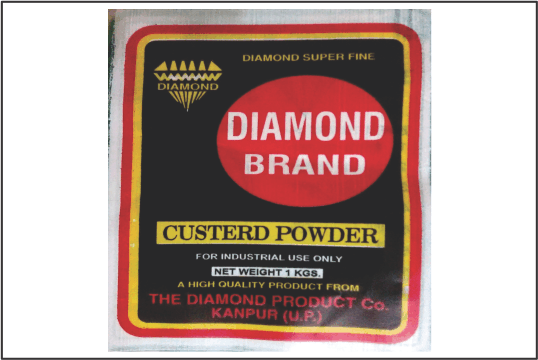 DIAMOND SUPER FINE
DIAMOND
DIAMOND
BRAND
CUSTERD POWDER
FOR INDUSTRIAL USE ONLY
NET WEIGHT 1 KGS.
A HIGH QUALITY PRODUCT FROM
THE DIAMOND PRODUCT Co.
KANPUR (U.P.)